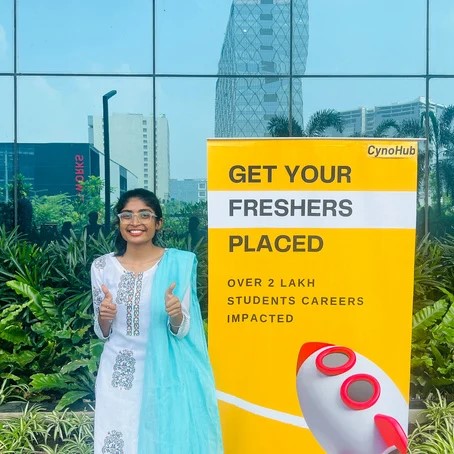 CynoHub
GET YOUR
FRESHERS
PLACED
OVER 2 LAKH
STUDENTS CAREERS
IMPACTED